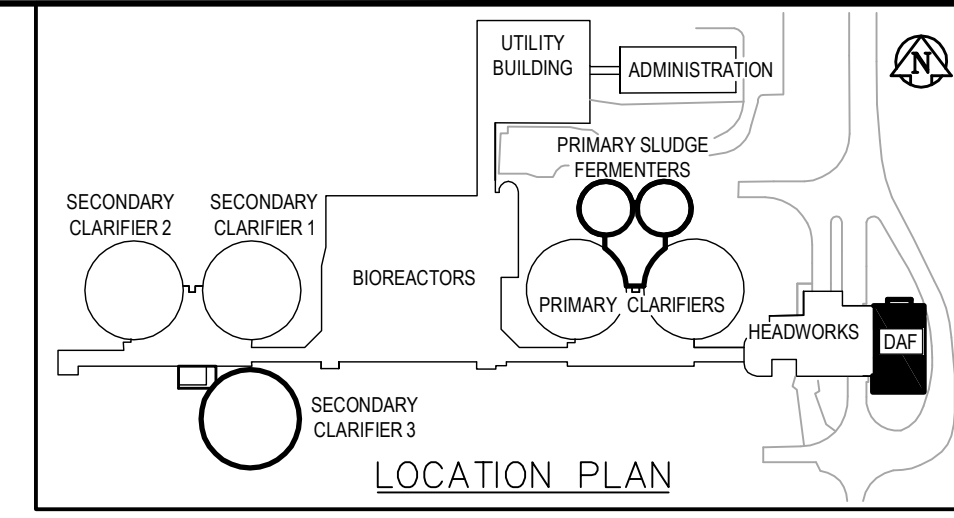 UTILITY
BUILDING
ADMINISTRATION
N
PRIMARY SLUDGE
FERMENTERS
SECONDARY
CLARIFIER 2
SECONDARY
CLARIFIER 1
BIOREACTORS
PRIMARY CLARIFIERS
HEADWORKS
DAF
SECONDARY
CLARIFIER 3
LOCATION PLAN